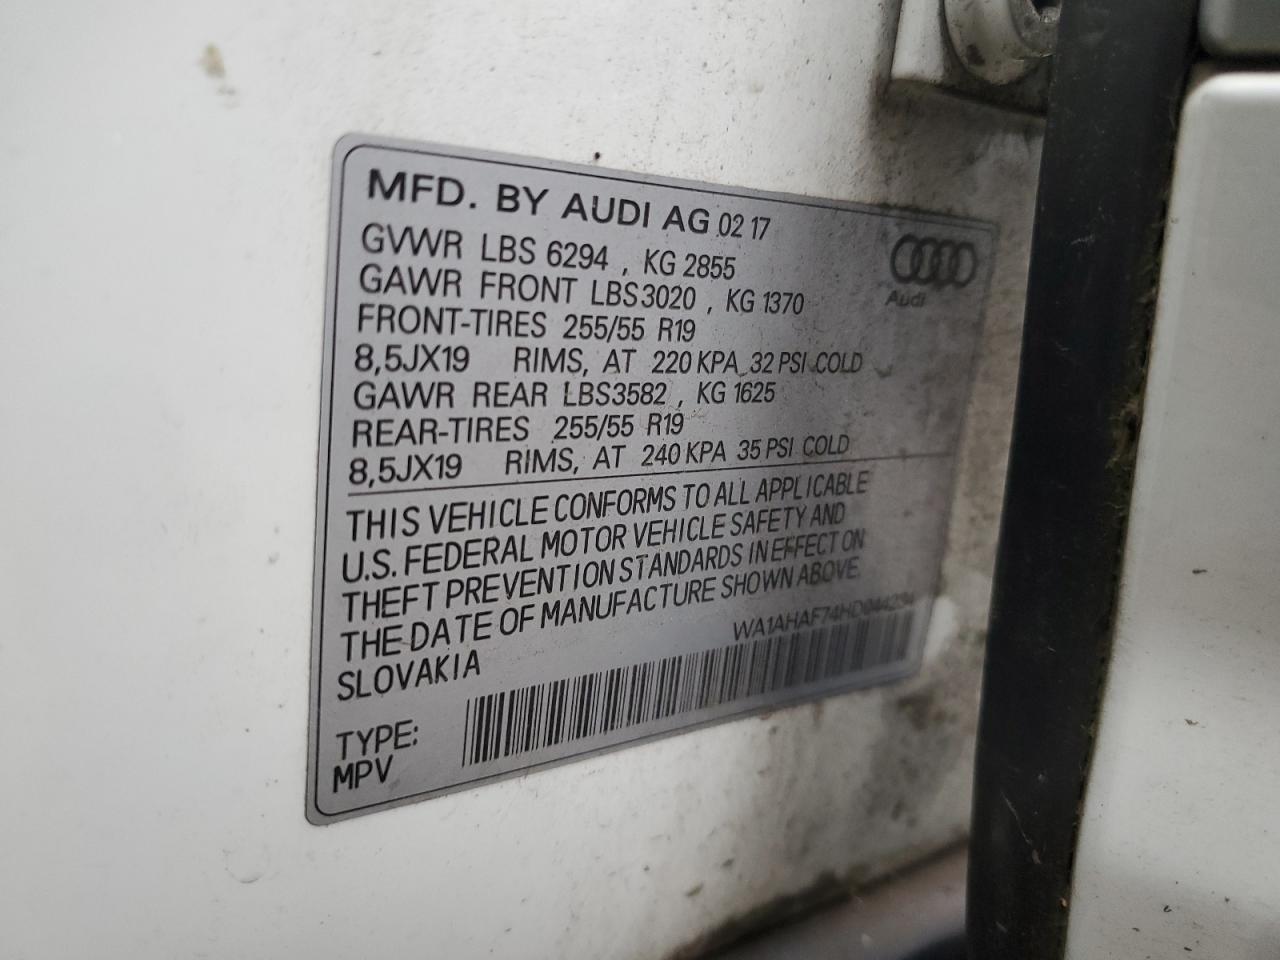 MFD. BY AUDI AG 02 17
GVWR LBS 6294 , KG 2855
GAWR FRONT LBS3020 , KG 1370
FRONT-TIRES 255/55 R19
8,5JX19 RIMS, AT 220 KPA 32 PSI COLD
GAWR REAR LBS3582 , KG 1625
REAR-TIRES 255/55 R19
8,5JX19 RIMS, AT 240 KPA 35 PSI COLD
Audi
THIS VEHICLE CONFORMS TO ALL APPLICABLE
U.S. FEDERAL MOTOR VEHICLE SAFETY AND
THEFT PREVENTION STANDARDS IN EFFECT ON
THE DATE OF MANUFACTURE SHOWN ABOVE.
SLOVAKIA
WA1AHAF74HD044234
TYPE:
MPV